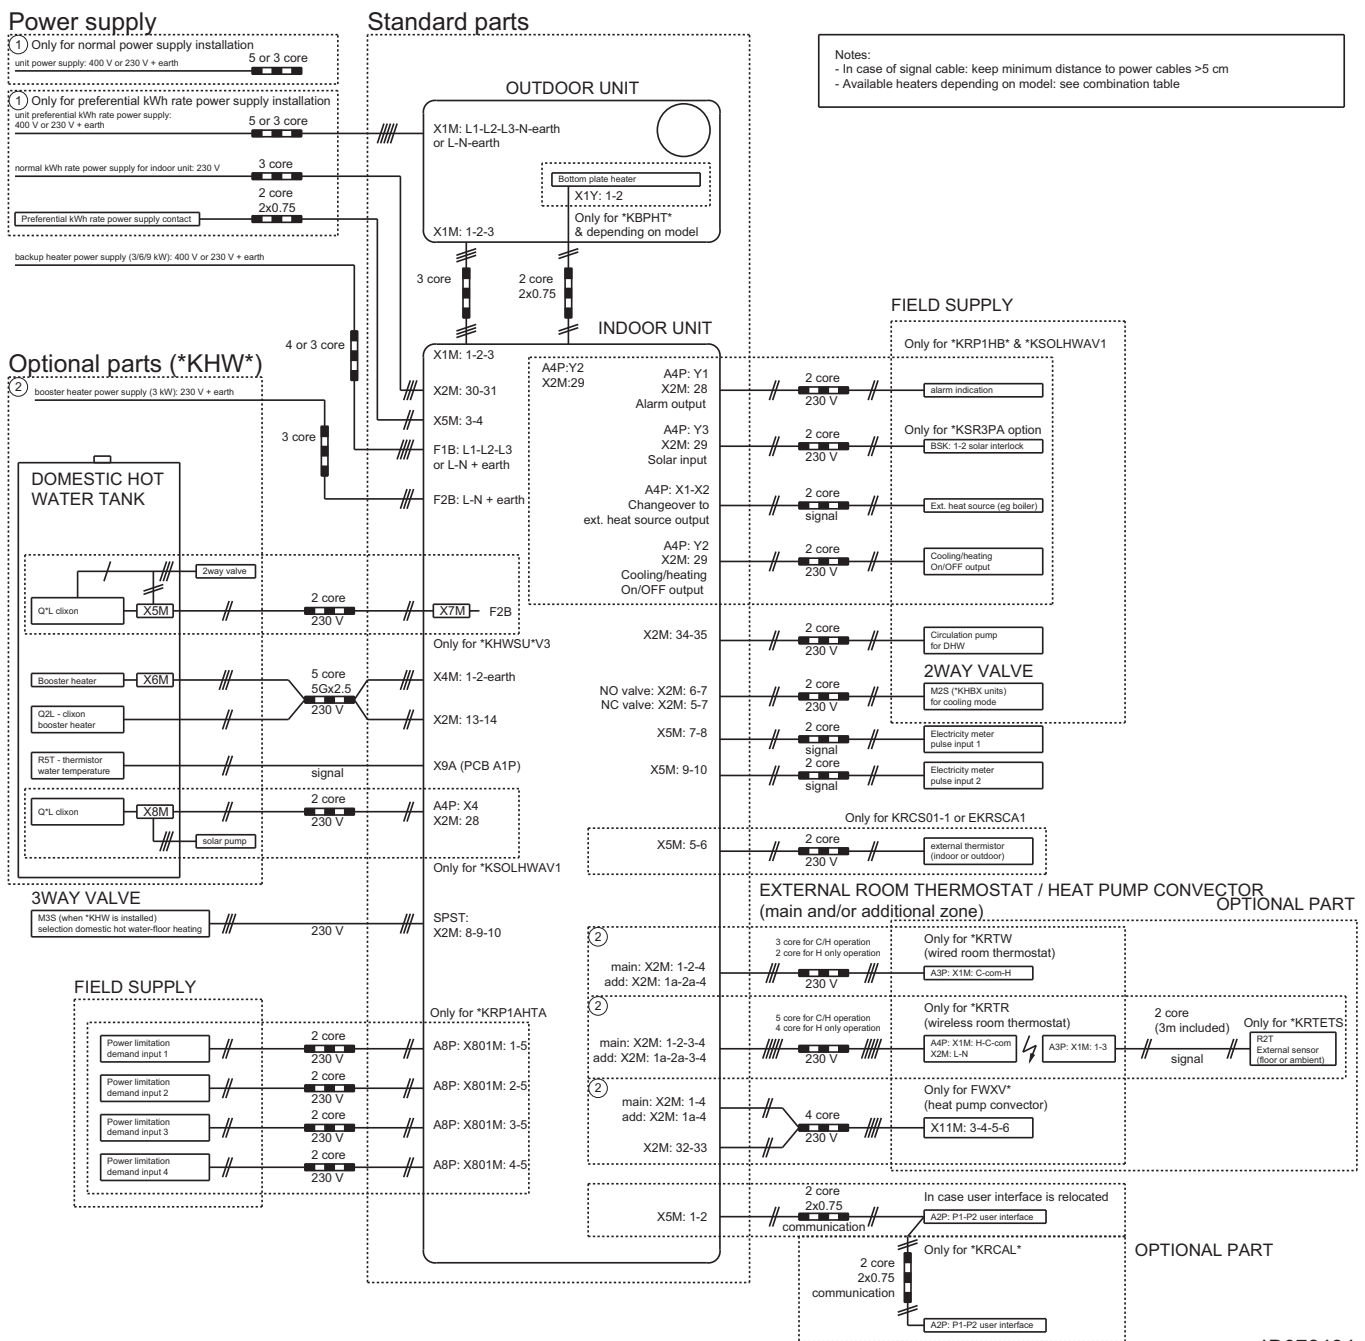 Power supply
1 Only for normal power supply installation
unit power supply: 400 V or 230 V + earth
5 or 3 core
1 Only for preferential kWh rate power supply installation
unit preferential kWh rate power supply:
400 V or 230 V + earth
5 or 3 core
normal kWh rate power supply for indoor unit: 230 V
3 core
2 core
2x0.75
Preferential kWh rate power supply contact
backup heater power supply (3/6/9 kW): 400 V or 230 V + earth
4 or 3 core
Standard parts
OUTDOOR UNIT
X1M: L1-L2-L3-N-earth
or L-N-earth
Bottom plate heater
X1Y: 1-2
Only for *KBPHT*
& depending on model
X1M: 1-2-3
3 core
2 core
2x0.75
Notes:
- In case of signal cable: keep minimum distance to power cables >5 cm
- Available heaters depending on model: see combination table
Optional parts (*KHW*)
2 booster heater power supply (3 kW): 230 V + earth
3 core
DOMESTIC HOT
WATER TANK
2way valve
Q*L clixon
X5M
2 core
230 V
X7M
F2B
Only for *KHWSU*V3
Booster heater
X6M
5 core
5Gx2.5
230 V
Q2L - clixon
booster heater
R5T - thermistor
water temperature
signal
Q*L clixon
X8M
2 core
230 V
solar pump
Only for *KSOLHWAV1
3WAY VALVE
M3S (when *KHW is installed)
selection domestic hot water-floor heating
230 V
FIELD SUPPLY
Only for *KRP1AHTA
Power limitation
demand input 1
2 core
230 V
A8P: X801M: 1-5
Power limitation
demand input 2
2 core
230 V
A8P: X801M: 2-5
Power limitation
demand input 3
2 core
230 V
A8P: X801M: 3-5
Power limitation
demand input 4
2 core
230 V
A8P: X801M: 4-5
INDOOR UNIT
X1M: 1-2-3
X2M: 30-31
X5M: 3-4
F1B: L1-L2-L3
or L-N + earth
F2B: L-N + earth
X4M: 1-2-earth
X2M: 13-14
X9A (PCB A1P)
A4P: X4
X2M: 28
SPST:
X2M: 8-9-10
FIELD SUPPLY
Only for *KRP1HB* & *KSOLHWAV1
A4P:Y2
X2M:29
A4P: Y1
X2M: 28
Alarm output
2 core
230 V
alarm indication
Only for *KSR3PA option
A4P: Y3
X2M: 29
Solar input
2 core
230 V
BSK: 1-2 solar interlock
A4P: X1-X2
Changeover to
ext. heat source output
2 core
signal
Ext. heat source (eg boiler)
A4P: Y2
X2M: 29
Cooling/heating
On/OFF output
2 core
230 V
Cooling/heating
On/OFF output
X2M: 34-35
2 core
230 V
Circulation pump
for DHW
2WAY VALVE
NO valve: X2M: 6-7
NC valve: X2M: 5-7
2 core
230 V
M2S (*KHBX units)
for cooling mode
X5M: 7-8
2 core
signal
Electricity meter
pulse input 1
X5M: 9-10
2 core
signal
Electricity meter
pulse input 2
Only for KRCS01-1 or EKRSCA1
X5M: 5-6
2 core
230 V
external thermistor
(indoor or outdoor)
EXTERNAL ROOM THERMOSTAT / HEAT PUMP CONVECTOR
(main and/or additional zone)
OPTIONAL PART
2
main: X2M: 1-2-4
add: X2M: 1a-2a-4
3 core for C/H operation
2 core for H only operation
230 V
Only for *KRTW
(wired room thermostat)
A3P: X1M: C-com-H
2
main: X2M: 1-2-3-4
add: X2M: 1a-2a-3-4
5 core for C/H operation
4 core for H only operation
230 V
Only for *KRTR
(wireless room thermostat)
A4P: X1M: H-C-com
X2M: L-N
A3P: X1M: 1-3
2 core
(3m included)
signal
Only for *KRTETS
R2T
External sensor
(floor or ambient)
2
main: X2M: 1-4
add: X2M: 1a-4
X2M: 32-33
4 core
230 V
Only for FWXV*
(heat pump convector)
X11M: 3-4-5-6
X5M: 1-2
2 core
2x0.75
communication
In case user interface is relocated
A2P: P1-P2 user interface
Only for *KRCAL*
2 core
2x0.75
communication
A2P: P1-P2 user interface
OPTIONAL PART